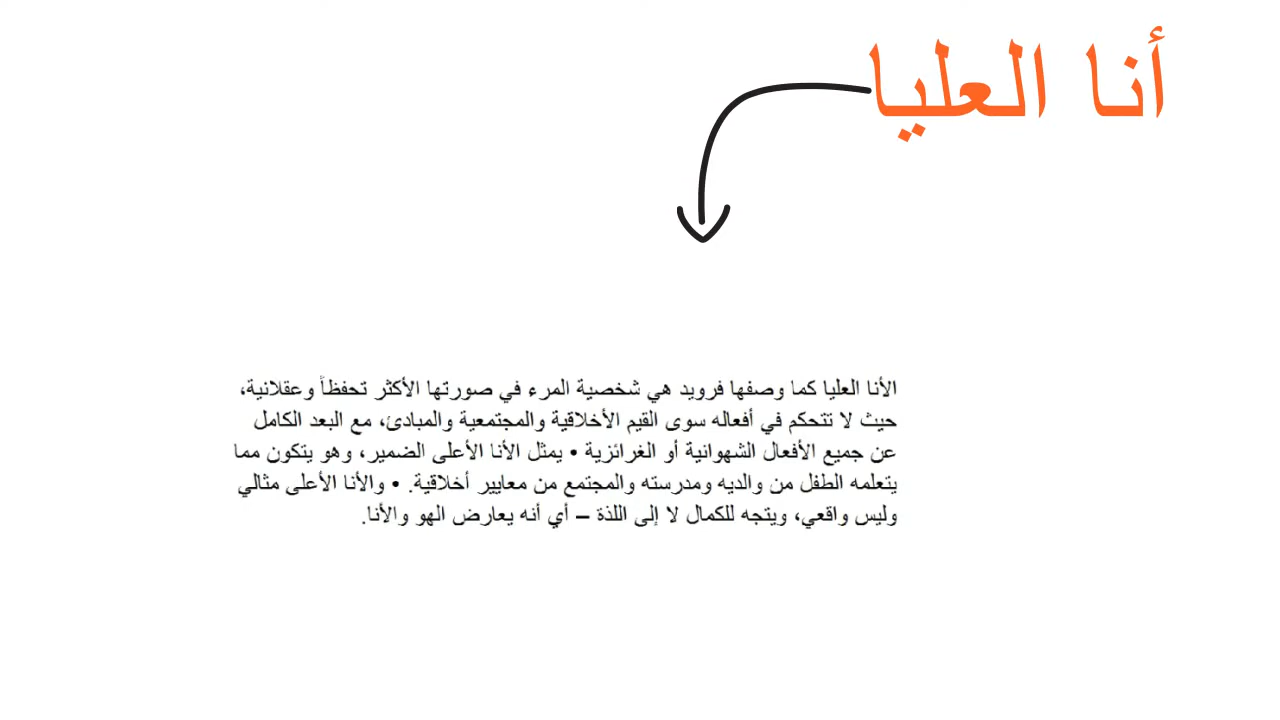 أنا العليا
الأنا العليا كما وصفها فرويد هي شخصية المرء في صورتها الأكثر تحفظاً وعقلانية،
حيث لا تتحكم في أفعاله سوى القيم الأخلاقية والمجتمعية والمبادئ، مع البعد الكامل
عن جميع الأفعال الشهوانية أو الغرائزية • يمثل الأنا الأعلى الضمير، وهو يتكون مما
يتعلمه الطفل من والديه ومدرسته والمجتمع من معايير أخلاقية. • والأنا الأعلى مثالي
وليس واقعي، ويتجه للكمال لا إلى اللذة – أي أنه يعارض الهو والأنا.